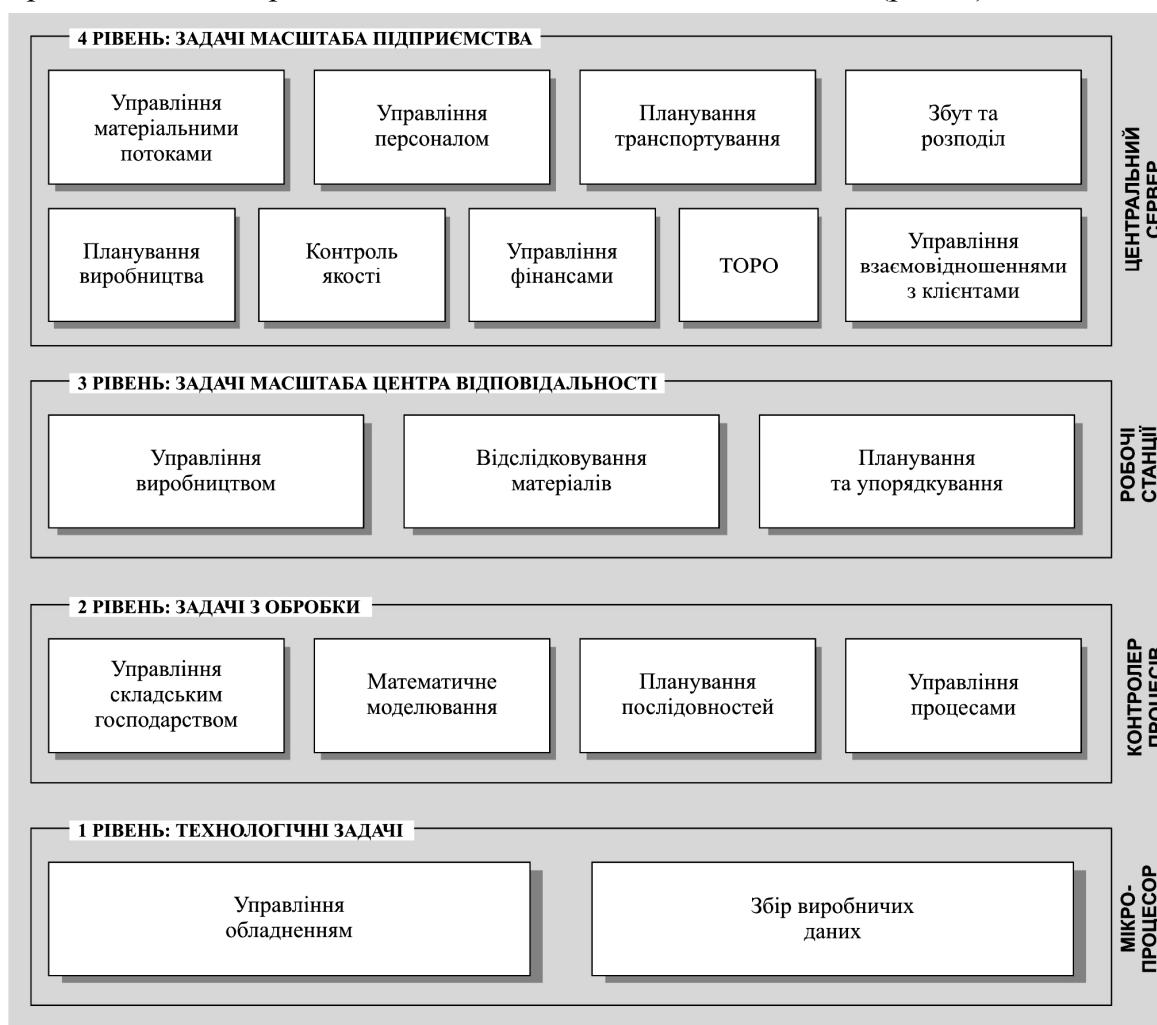 4 РІВЕНЬ: ЗАДАЧІ МАСШТАБА ПІДПРИЄМСТВА
Управління
матеріальними
потоками
Управління
персоналом
Планування
транспортування
Збут та
розподіл
Планування
виробництва
Контроль
якості
Управління
фінансами
ТОРО
Управління
взаємовідношеннями
з клієнтами
ЦЕНТРАЛЬНИЙ
СЕРВЕР
3 РІВЕНЬ: ЗАДАЧІ МАСШТАБА ЦЕНТРА ВІДПОВІДАЛЬНОСТІ
Управління
виробництвом
Відслідковування
матеріалів
Планування
та упорядкування
РОБОЧІ
СТАНЦІЇ
2 РІВЕНЬ: ЗАДАЧІ З ОБРОБКИ
Управління
складським
господарством
Математичне
моделювання
Планування
послідовностей
Управління
процесами
КОНТРОЛЕР
ПРОЦЕСІВ
1 РІВЕНЬ: ТЕХНОЛОГІЧНІ ЗАДАЧІ
Управління
обладненням
Збір виробничих
даних
МІКРО-
ПРОЦЕСОР